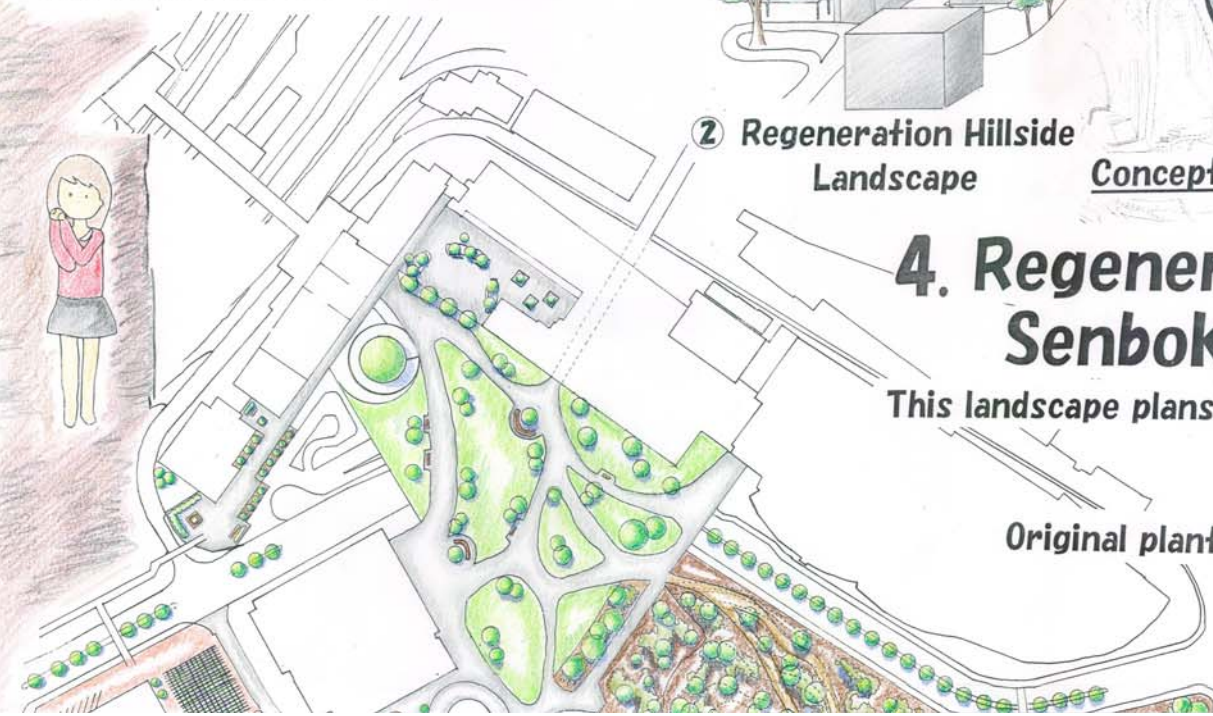 ② Regeneration Hillside
Landscape
Concept
4. Regener
Senbok
This landscape plans
Original plant